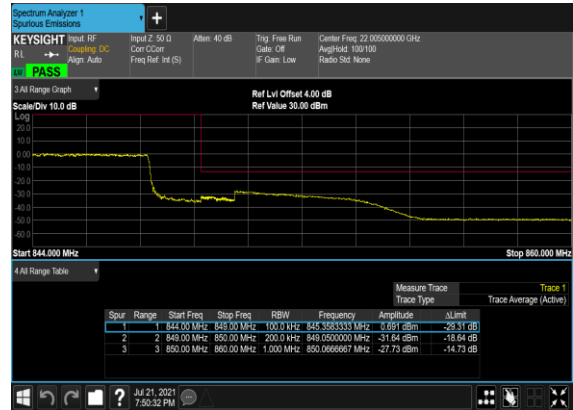 Spectrum Analyzer 1
Spurious Emissions
KEYSIGHT Input: RF Input Z: 50 Ω Atten: 40 dB Trig: Free Run Center Freq: 22.005000000 GHz
RL Coupling: DC Corr CCorr Gate: Off Avg|Hold: 100/100
Align: Auto Freq Ref: Int (S) IF Gain: Low Radio Std: None
LW PASS
3 All Range Graph
Ref Lvl Offset 4.00 dB
Scale/Div 10.0 dB Ref Value 30.00 dBm
Log
20.0
10.0
0.00
-10.0
-20.0
-30.0
-40.0
-50.0
-60.0
Start 844.000 MHz Stop 860.000 MHz
4 All Range Table
Measure Trace Trace 1
Trace Type Trace Average (Active)
Spur Range Start Freq Stop Freq RBW Frequency Amplitude ΔLimit
1 1 844.00 MHz 849.00 MHz 100.0 kHz 845.3583333 MHz 0.691 dBm -29.31 dB
2 2 849.00 MHz 850.00 MHz 200.0 kHz 849.0500000 MHz -31.64 dBm -18.64 dB
3 3 850.00 MHz 860.00 MHz 1.000 MHz 850.0666667 MHz -27.73 dBm -14.73 dB
Jul 21, 2021
7:50:32 PM